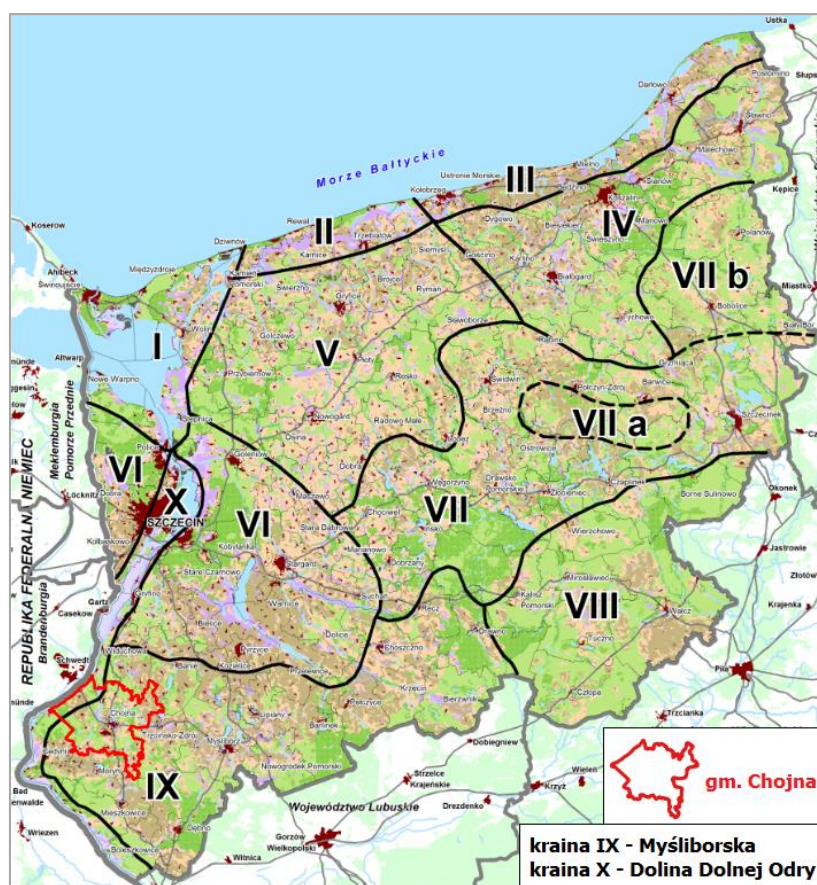 Ustka
Postomino
Słups
Darłowo
Sławno
Morze Bałtyckie
Mielno
Malechowo
Ustronie Morskie
III
Będzino
Sianów
Kołobrzeg
Koszalin
Kępice
Koserow
Rewal
II
Dygowo
IV
Manowo
Dziwnów
Trzebiatów
Biesiekierz
Świeszyno
Polanów
Karnice
Siemyśl
Gościno
Karlino
Międzyzdroje
Kamień
Pomorski
Ahlbeck
Świnoujście
Świerzno
Brojce
Rymań
Białogard
VII b
Miastko
Gryfice
Bobolice
Wolin
Golczewo
Tychowo
I
V
Sławoborze
Rąbino
Biały Bór
Altwarp
Płoty
Grzmiąca
Przybiernów
Nowe Warpno
Resko
Świdwin
Połczyn-Zdrój
Barwice
Stepnica
Nowogard
Brzeżno
VII a
Szczecinek
Radowo Małe
Meklemburgia
Pomorze Przednie
Police
Osina
Łobez
Ostrowice
VI
Goleniów
Dobra
Czaplinek
Okonek
Löcknitz
Dobra
X
Węgorzyno
Drawsko
Pomorskie
Złocieniec
Borne Sulinowo
SZCZECIN
VI
Maszewo
Chociwel
VII
Ińsko
Kołbaskowo
Stara Dąbrowa
Wierzchowo
Jastrowie
REPUBLIKA FEDERALNA NIEMIEC
Brandenburgia
Kobylanka
Marianowo
Dobrzany
Stargard
Mirosławiec
Złotów
Stare Czarnowo
Suchań
Kalisz
Pomorski
VIII
Gartz
Gryfino
Warnice
Recz
Wałcz
Krajenka
Casekow
Bielice
Dolice
Drawno
Tuczno
Schwedt
Widuchowa
Pyrzyce
Choszczno
Piła
Banie
Kozielice
Przelewice
Krzęcin
Człopa
Chojna
Lipiany
Pełczyce
Bierzwnik
Trzcianka
Trzcińsko-Zdrój
Barlinek
Cedynia
Myślibórz
Dobiegniew
Moryń
IX
Nowogródek Pomorski
gm. Chojna
Bad
Strzelce
Krajeńskie
Krzyż
Wieleń
Mieszkowice
Województwo Lubuskie
Drezdenko
Wriezen
Dębno
Gorzów
Wielkopolski
Boleszkowice
Witnica
kraina IX - Myśliborska
kraina X - Dolina Dolnej Odry